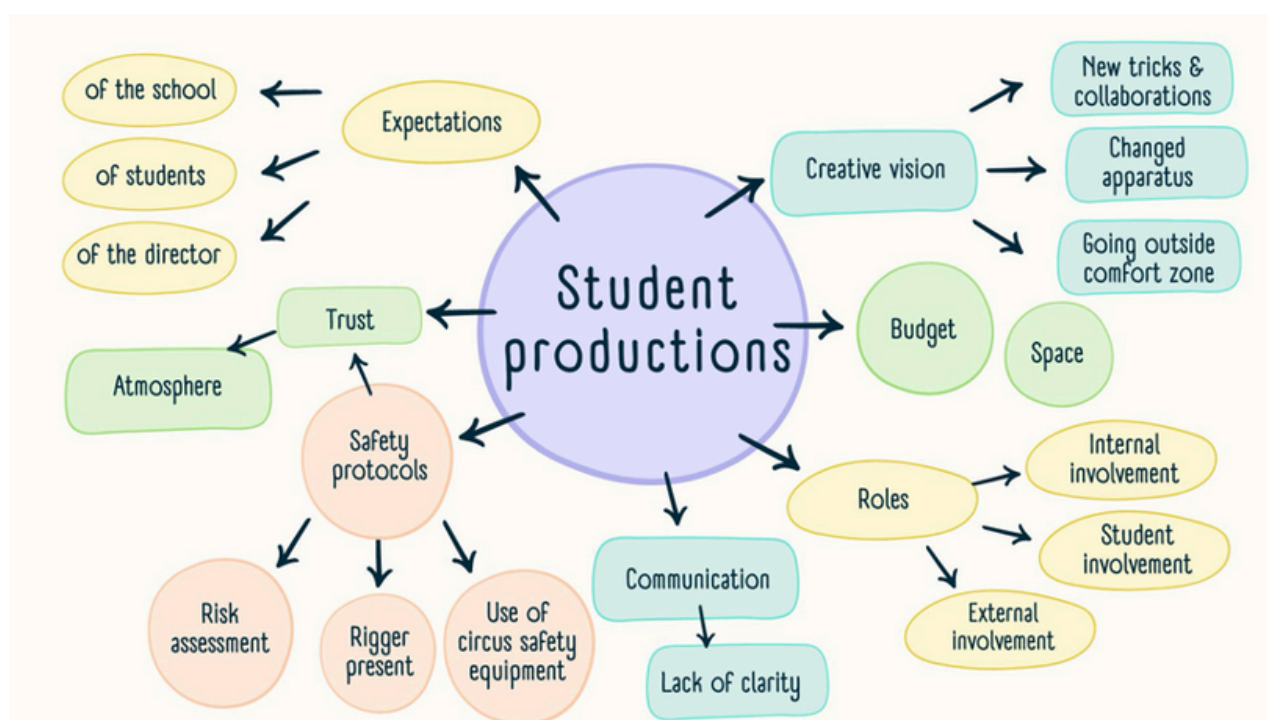 Student
productions
Expectations
of the school
of students
of the director
Creative vision
New tricks &
collaborations
Changed
apparatus
Going outside
comfort zone
Trust
Atmosphere
Budget
Space
Safety
protocols
Risk
assessment
Rigger
present
Use of
circus safety
equipment
Communication
Lack of clarity
Roles
Internal
involvement
Student
involvement
External
involvement